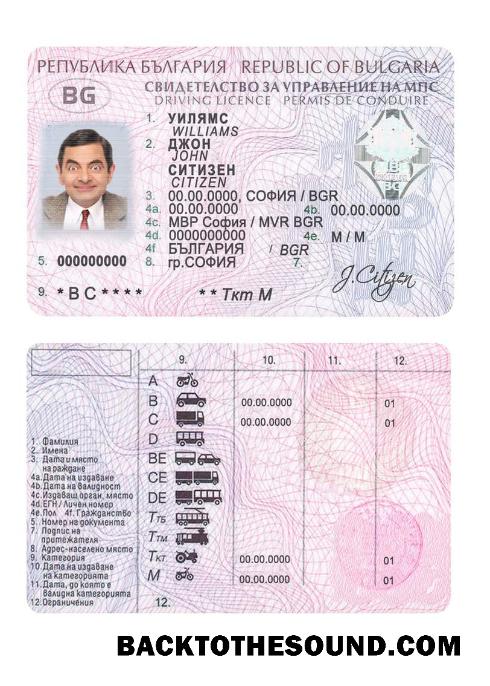 РЕПУБЛИКА БЪЛГАРИЯ REPUBLIC OF BULGARIA
BG
СВИДЕТЕЛСТВО ЗА УПРАВЛЕНИЕ НА МПС
DRIVING LICENCE PERMIS DE CONDUIRE
1. УИЛЯМС
WILLIAMS
2. ДЖОН
JOHN
СИТИЗЕН
CITIZEN
3. 00.00.0000, СОФИЯ / BGR
4a. 00.00.0000 4b. 00.00.0000
4c. МВР София / MVR BGR
4d. 0000000000 4e. M / M
4f БЪЛГАРИЯ / BGR
5. 000000000 8. гр.СОФИЯ 7.
J.Citizen
9. * B C * * * * * * Ткт M
BG
9. 10. 11. 12.
A
B 00.00.0000 01
C 00.00.0000 01
D
BE
CE
DE
Tтб
Tтм
Tкт 00.00.0000 01
M 00.00.0000 01
12.
1. Фамилия
2. Имена
3. Дата и място
на раждане
4a. Дата на издаване
4b. Дата на валидност
4c. Издаващ орган, място
4d. ЕГН / Личен номер
4e. Пол 4f. Гражданство
5. Номер на документа
7. Подпис на
притежателя
8. Адрес-населено място
9. Категория
10. Дата на издаване
на категорията
11. Дата, до която е
валидна категорията
12. Ограничения
BACKTOTHESOUND.COM